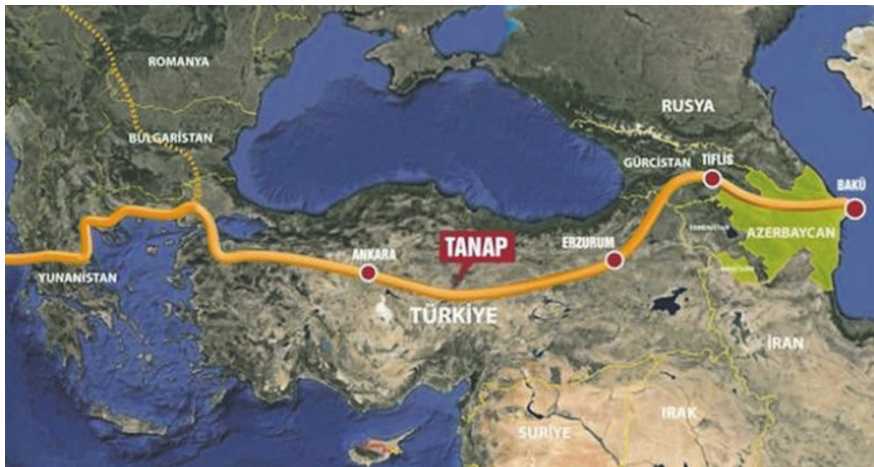 ROMANYA
BULGARİSTAN
RUSYA
GÜRCİSTAN
TİFLİS
BAKÜ
AZERBAYCAN
ANKARA
TANAP
ERZURUM
YUNANİSTAN
TÜRKİYE
İRAN
SURİYE
IRAK